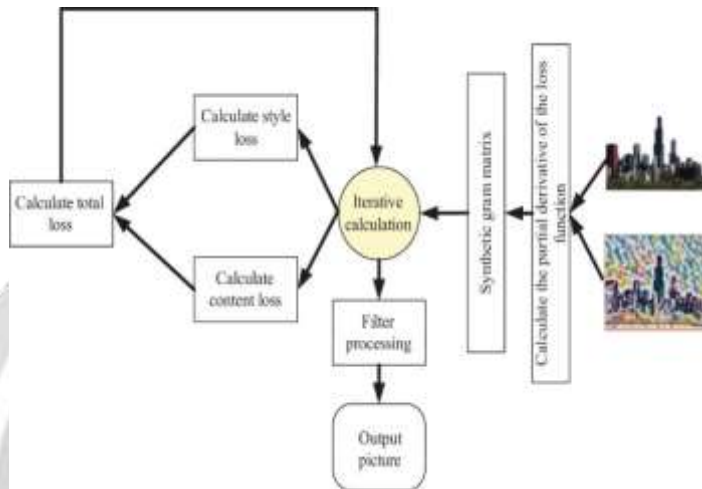 Calculate style
loss
Calculate total
loss
Calculate
content loss
Iterative
calculation
Filter
processing
Output
picture
Synthetic gram matrix
Calculate the partial derivative of the loss
function